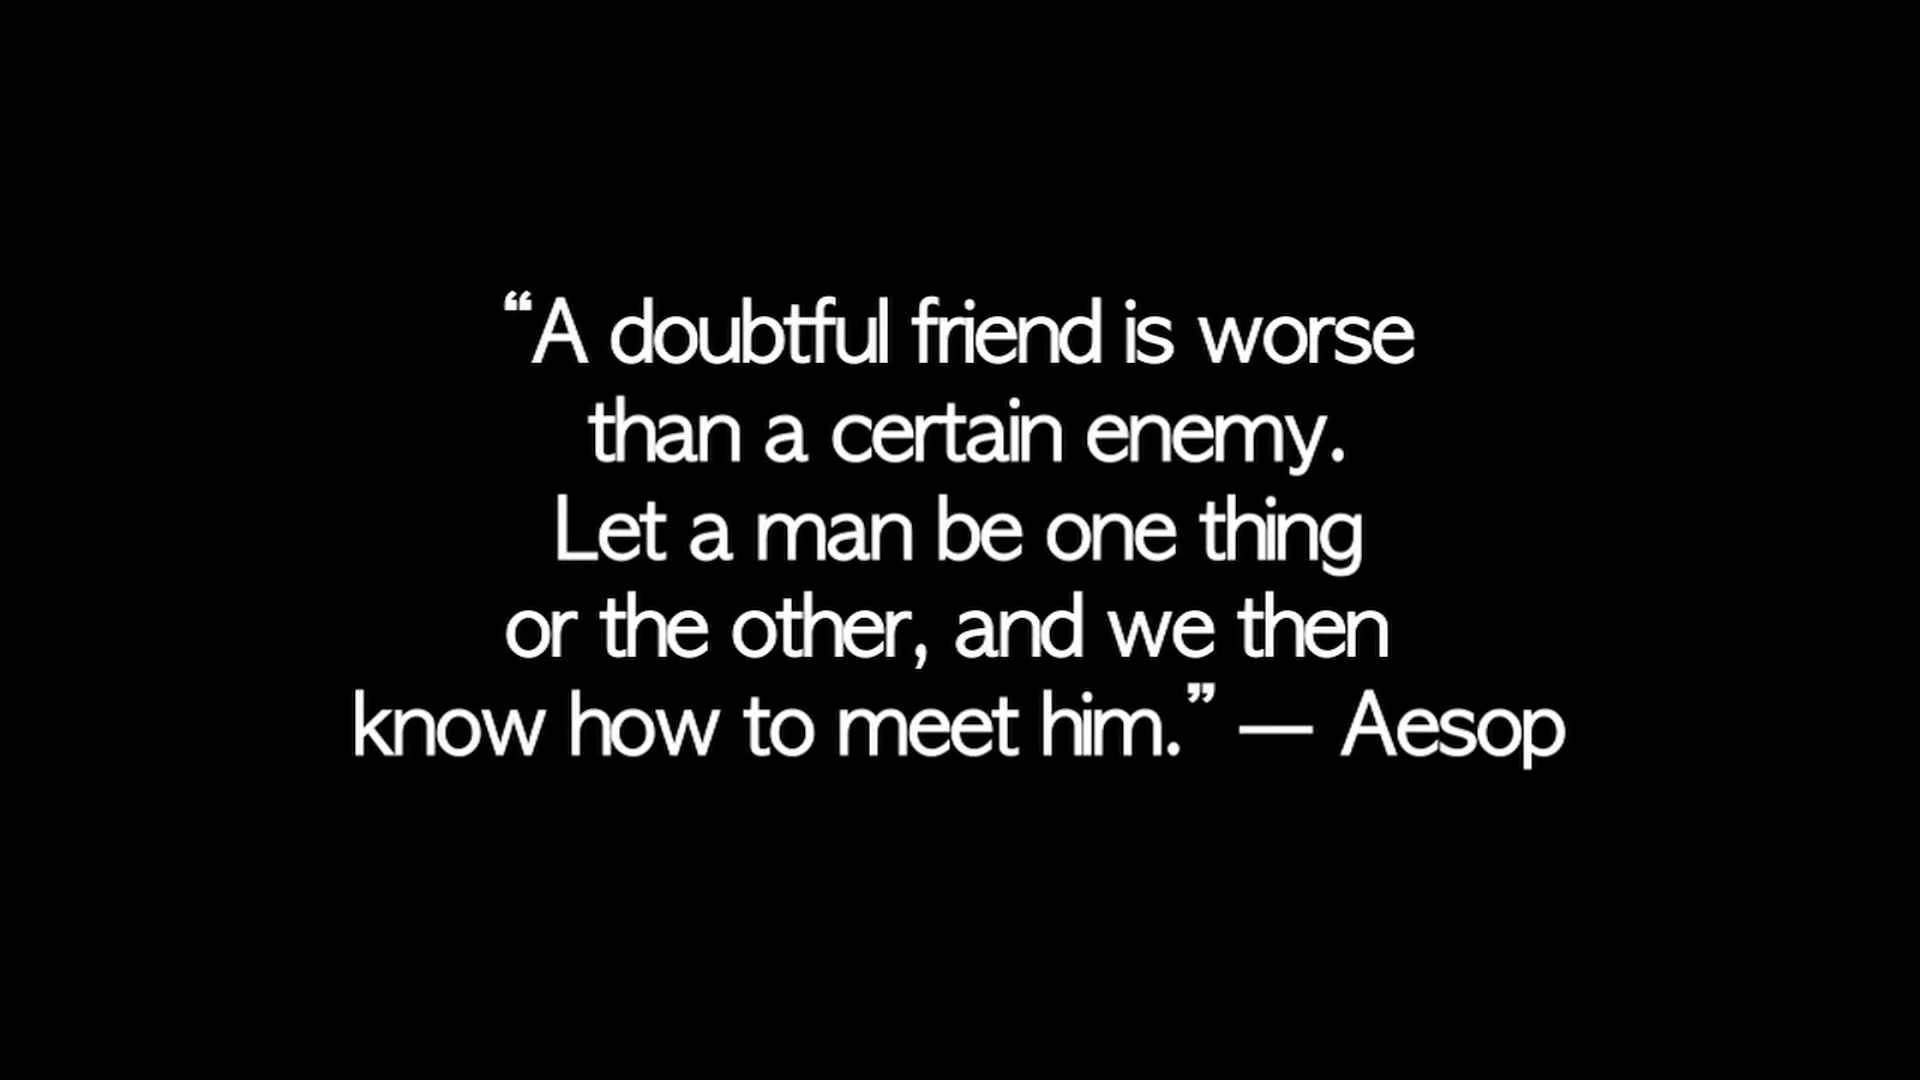 “A doubtful friend is worse
than a certain enemy.
Let a man be one thing
or the other, and we then
know how to meet him.” — Aesop